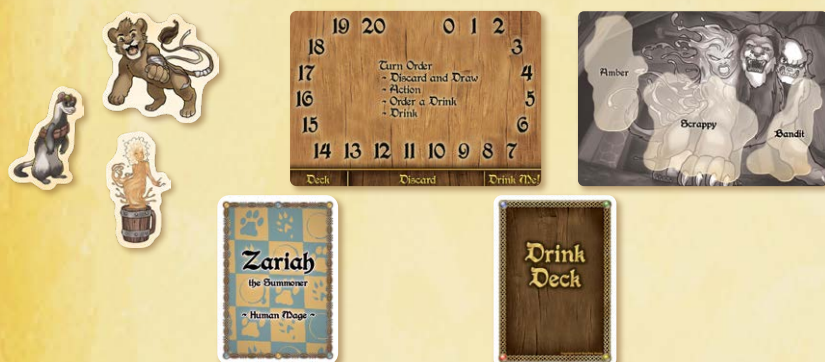 19 20 0 1 2
18 3
17 4
16 5
15 6
14 13 12 11 10 9 8 7
Turn Order
- Discard and Draw
- Action
- Order a Drink
- Drink
Deck Discard Drink Me!
Amber
Scrappy
Bandit
Zariah
the Summoner
~ Human Mage ~
Drink
Deck